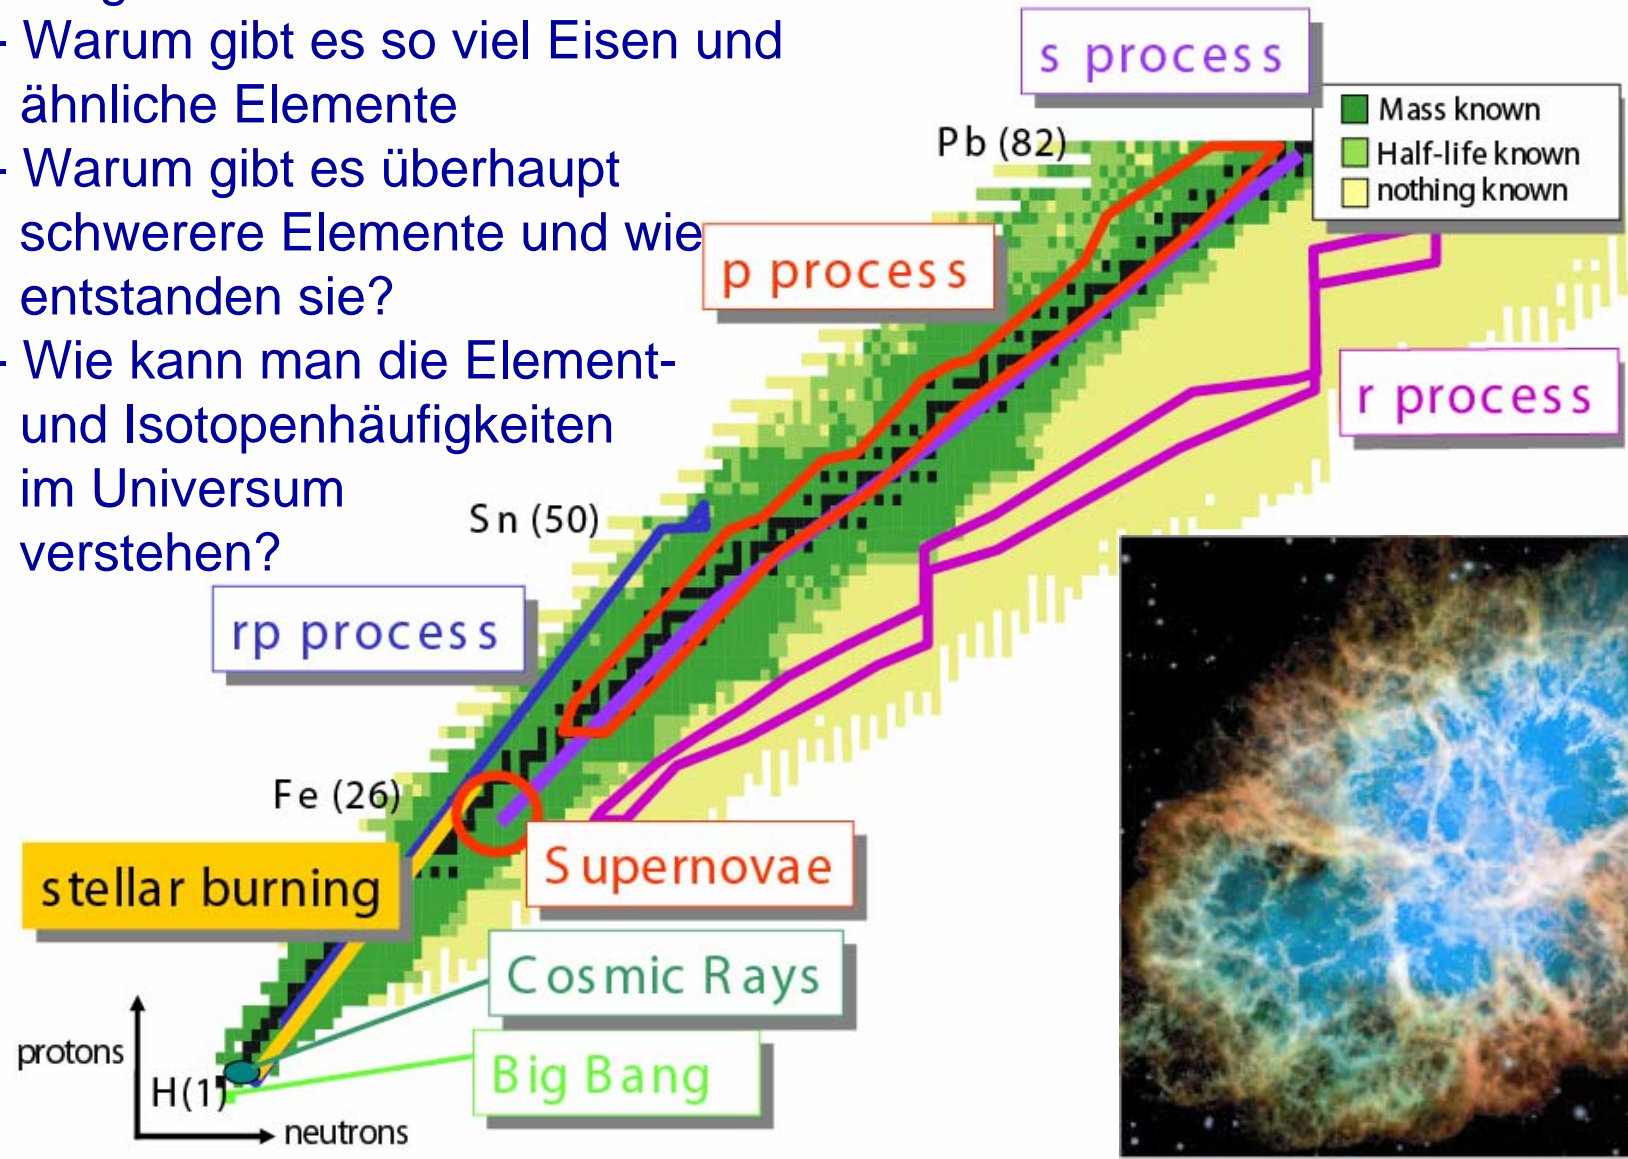 - Warum gibt es so viel Eisen und
ähnliche Elemente
- Warum gibt es überhaupt
schwerere Elemente und wie
entstanden sie?
- Wie kann man die Element-
und Isotopenhäufigkeiten
im Universum
verstehen?
s process
Mass known
Half-life known
nothing known
Pb (82)
p process
r process
Sn (50)
rp process
Fe (26)
Supernovae
stellar burning
Cosmic Rays
Big Bang
protons
H(1)
neutrons